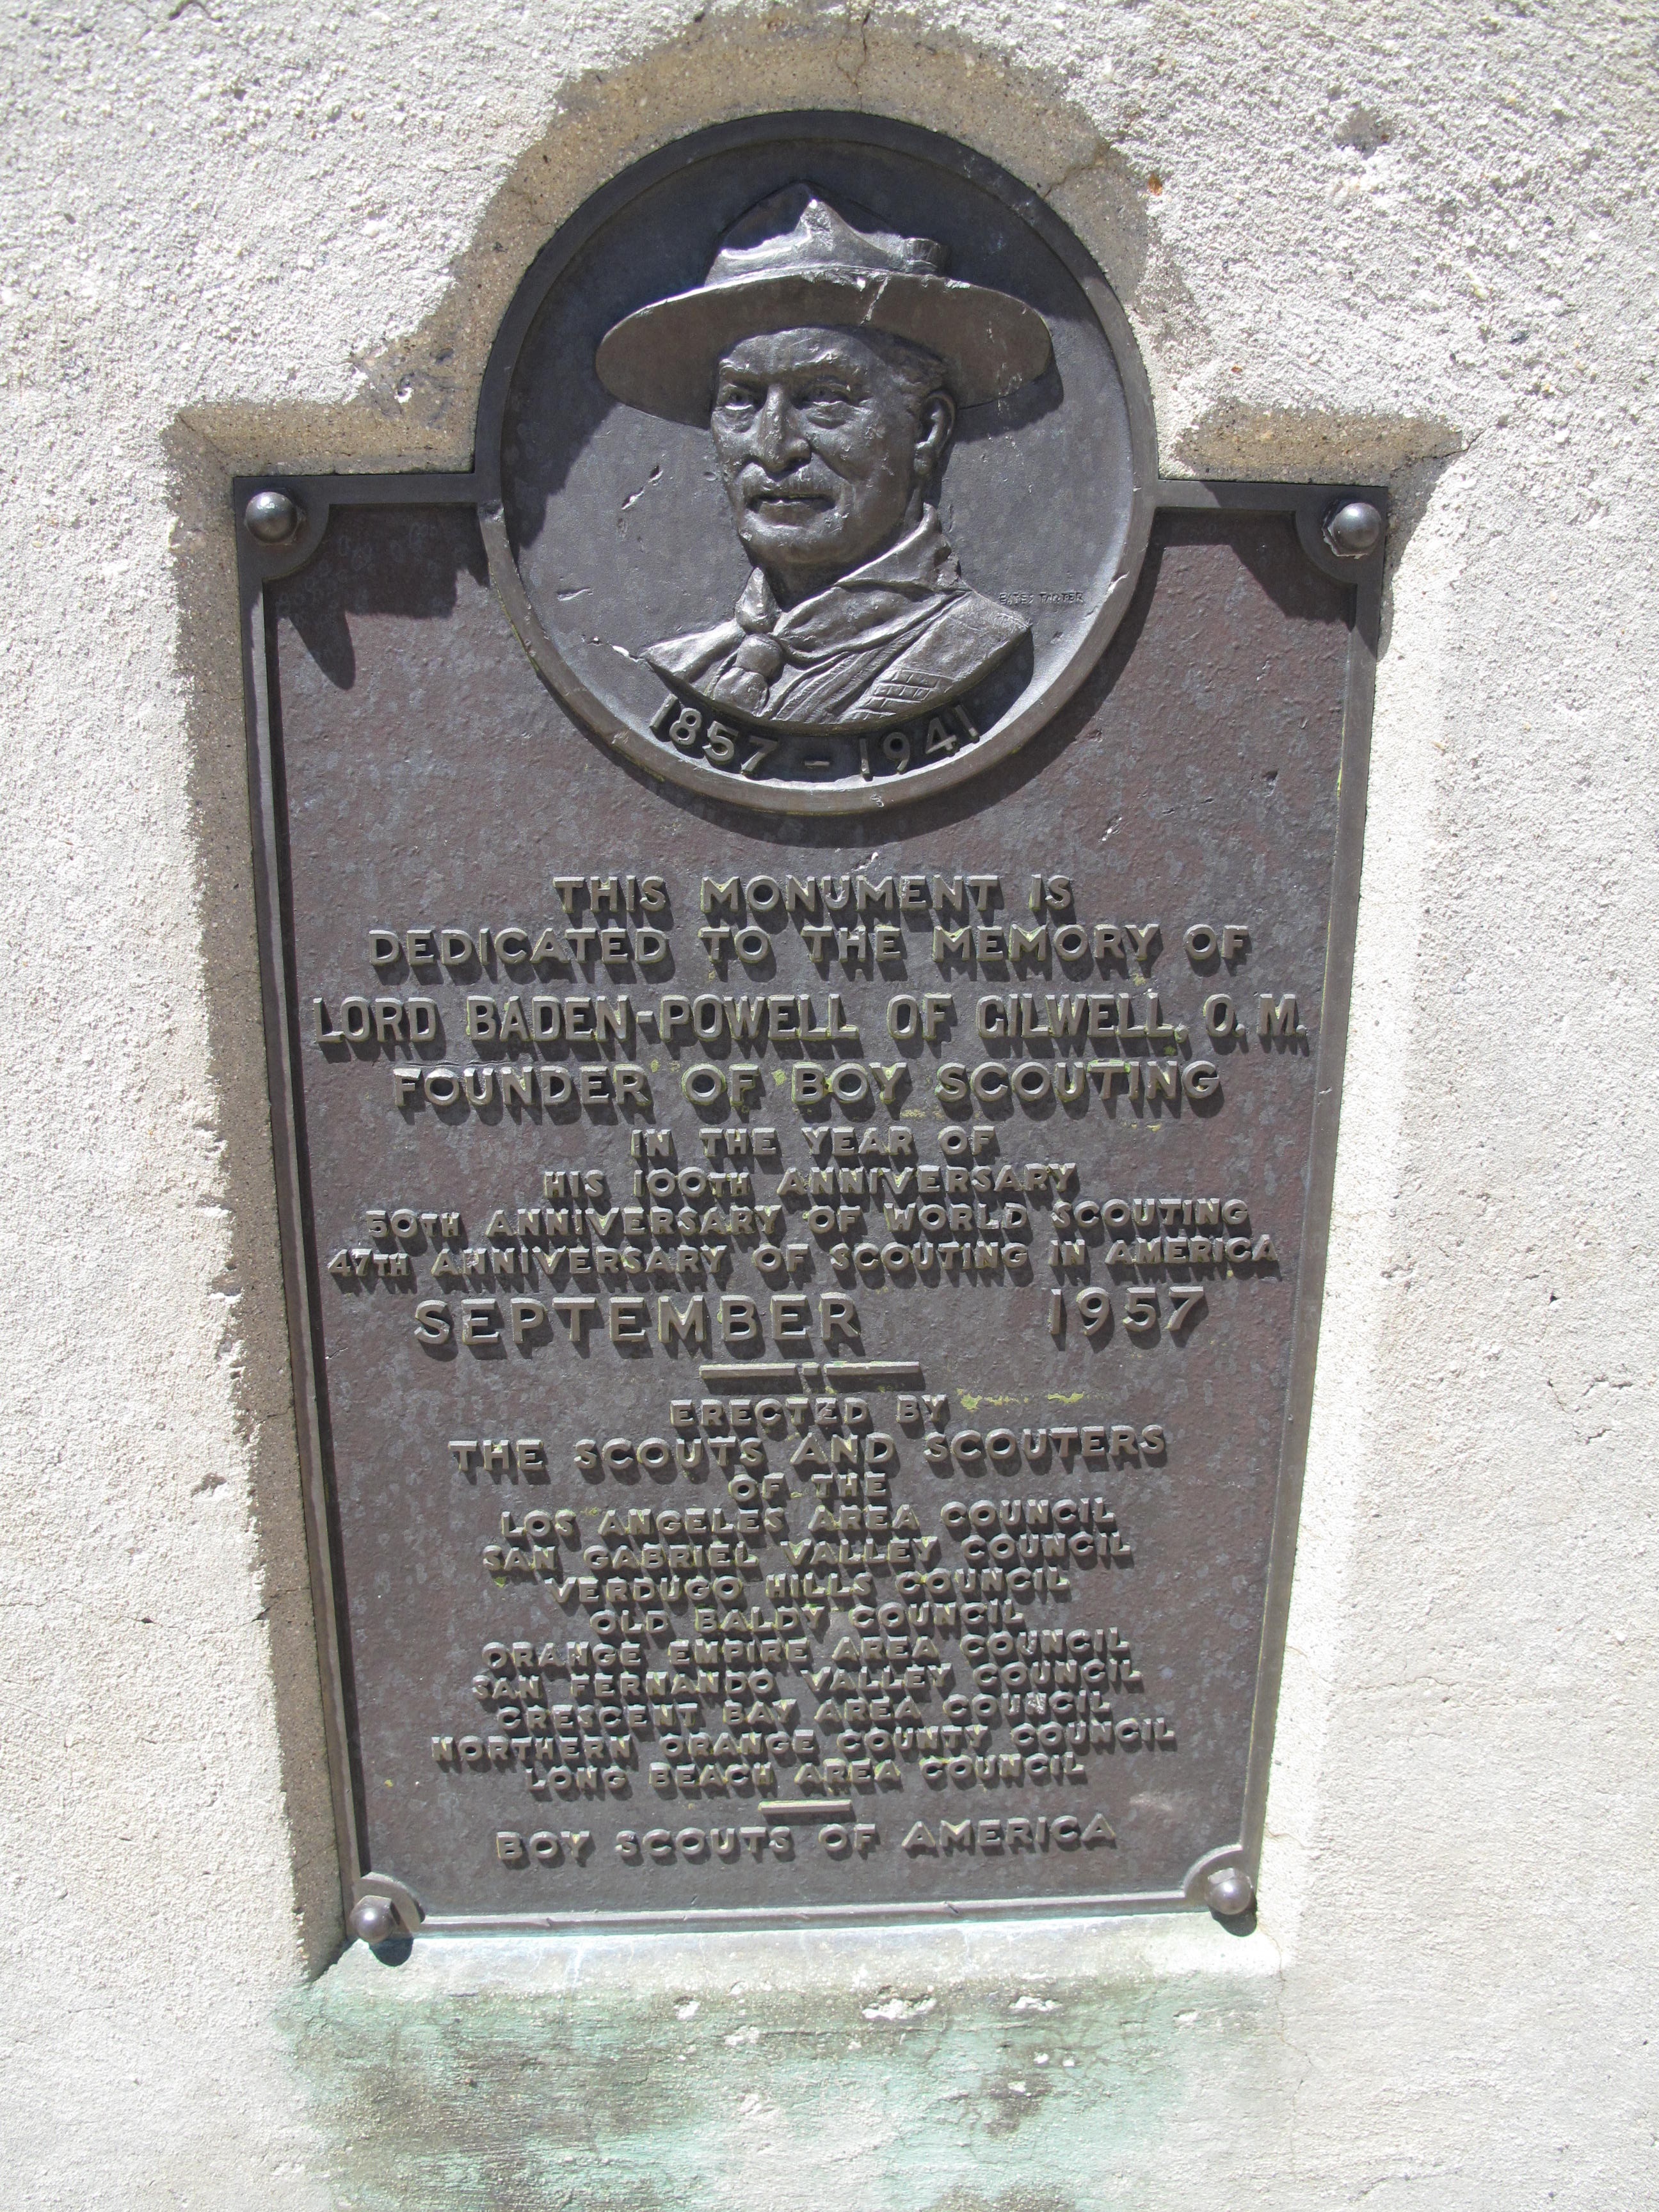 1857 - 1941
THIS MONUMENT IS
DEDICATED TO THE MEMORY OF
LORD BADEN-POWELL OF GILWELL, O.M.
FOUNDER OF BOY SCOUTING
IN THE YEAR OF
HIS 100TH ANNIVERSARY
50TH ANNIVERSARY OF WORLD SCOUTING
47TH ANNIVERSARY OF SCOUTING IN AMERICA
SEPTEMBER 1957
ERECTED BY
THE SCOUTS AND SCOUTERS
OF THE
LOS ANGELES AREA COUNCIL
SAN GABRIEL VALLEY COUNCIL
VERDUGO HILLS COUNCIL
OLD BALDY COUNCIL
ORANGE EMPIRE AREA COUNCIL
SAN FERNANDO VALLEY COUNCIL
CRESCENT BAY AREA COUNCIL
NORTHERN ORANGE COUNTY COUNCIL
LONG BEACH AREA COUNCIL
BOY SCOUTS OF AMERICA